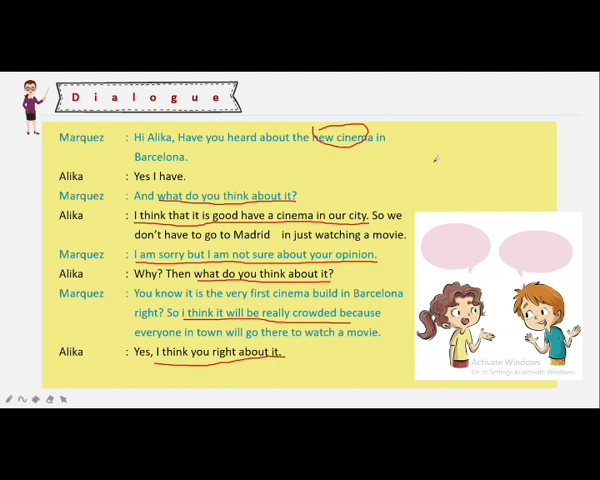 Dialogue
Marquez : Hi Alika, Have you heard about the new cinema in
Barcelona.
Alika : Yes I have.
Marquez : And what do you think about it?
Alika : I think that it is good have a cinema in our city. So we
don't have to go to Madrid in just watching a movie.
Marquez : I am sorry but I am not sure about your opinion.
Alika : Why? Then what do you think about it?
Marquez : You know it is the very first cinema build in Barcelona
right? So i think it will be really crowded because
everyone in town will go there to watch a movie.
Alika : Yes, I think you right about it.
Activate Windows
Go to Settings to activate Windows.